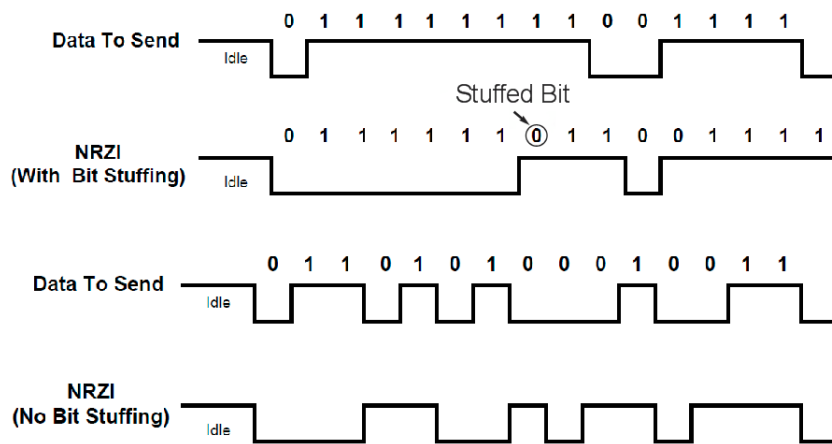 0 1 1 1 1 1 1 1 1 0 0 1 1 1 1
Data To Send
Idle
Stuffed Bit
0 1 1 1 1 1 1 0 1 1 0 0 1 1 1 1
NRZI
(With Bit Stuffing)
Idle
0 1 1 0 1 0 1 0 0 0 1 0 0 1 1
Data To Send
Idle
NRZI
(No Bit Stuffing)
Idle